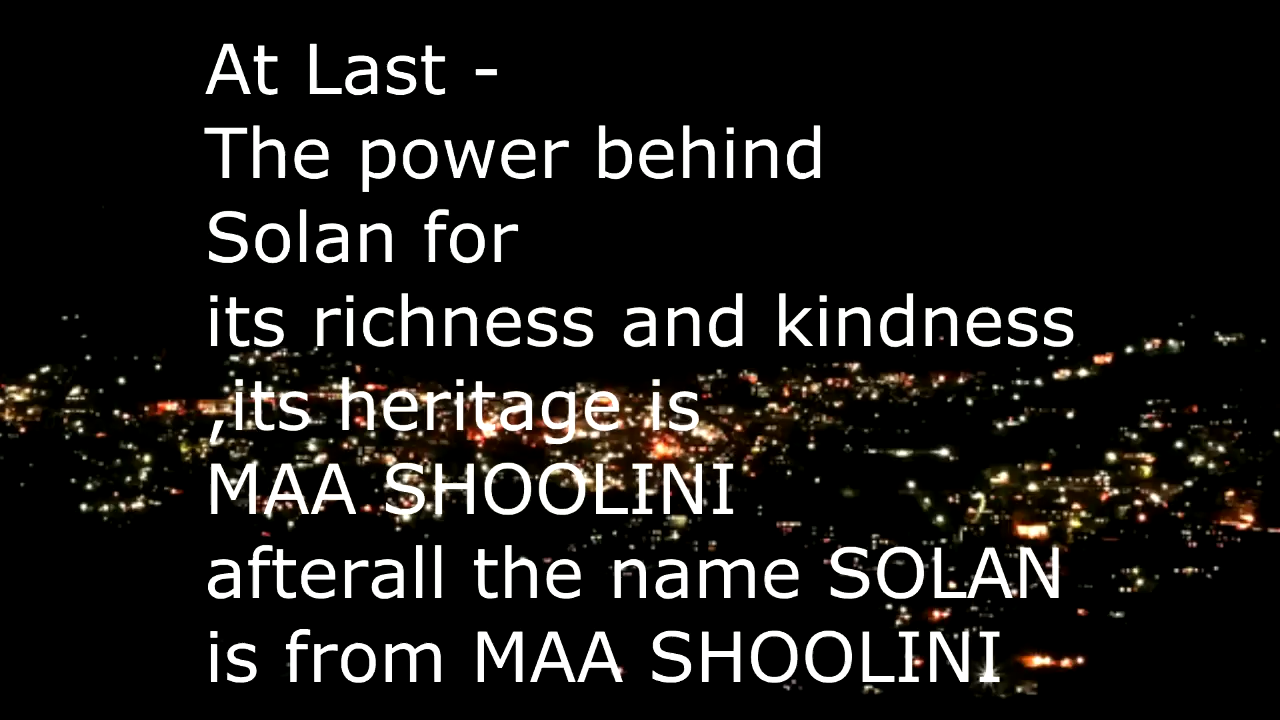 At Last -
The power behind
Solan for
its richness and kindness
,its heritage is
MAA SHOOLINI
afterall the name SOLAN
is from MAA SHOOLINI